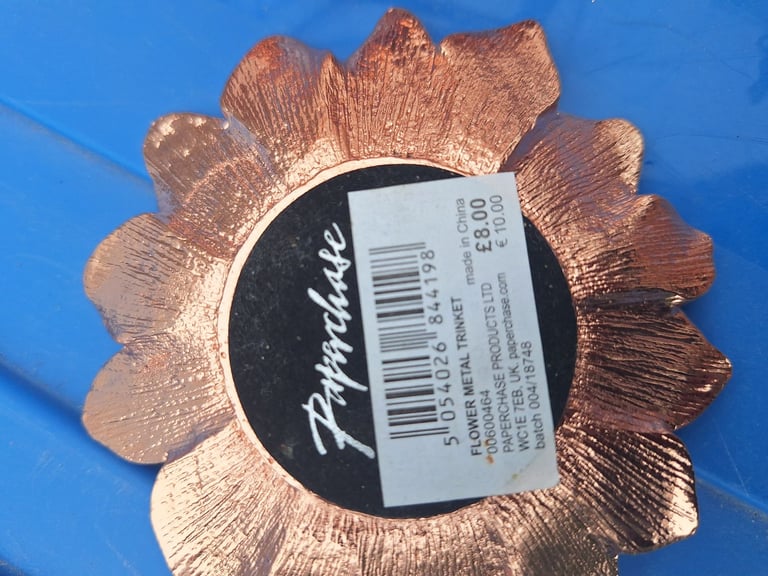 Paperchase
5 054026 844198
FLOWER METAL TRINKET made in China
00600464 £8.00
PAPERCHASE PRODUCTS LTD € 10.00
WC1E 7EB, UK, paperchase.com
batch 004/18748